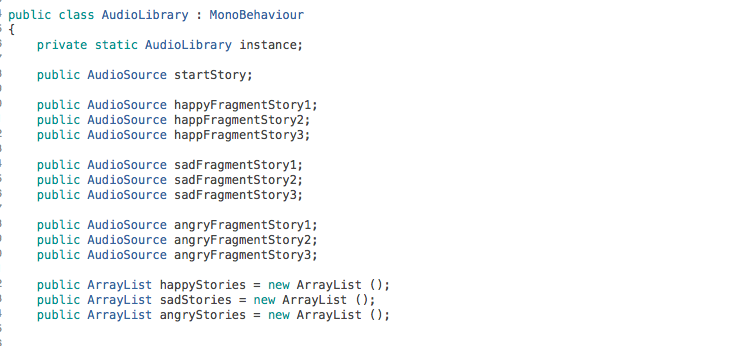 public class AudioLibrary : MonoBehaviour
{
private static AudioLibrary instance;
public AudioSource startStory;
public AudioSource happyFragmentStory1;
public AudioSource happFragmentStory2;
public AudioSource happFragmentStory3;
public AudioSource sadFragmentStory1;
public AudioSource sadFragmentStory2;
public AudioSource sadFragmentStory3;
public AudioSource angryFragmentStory1;
public AudioSource angryFragmentStory2;
public AudioSource angryFragmentStory3;
public ArrayList happyStories = new ArrayList ();
public ArrayList sadStories = new ArrayList ();
public ArrayList angryStories = new ArrayList ();